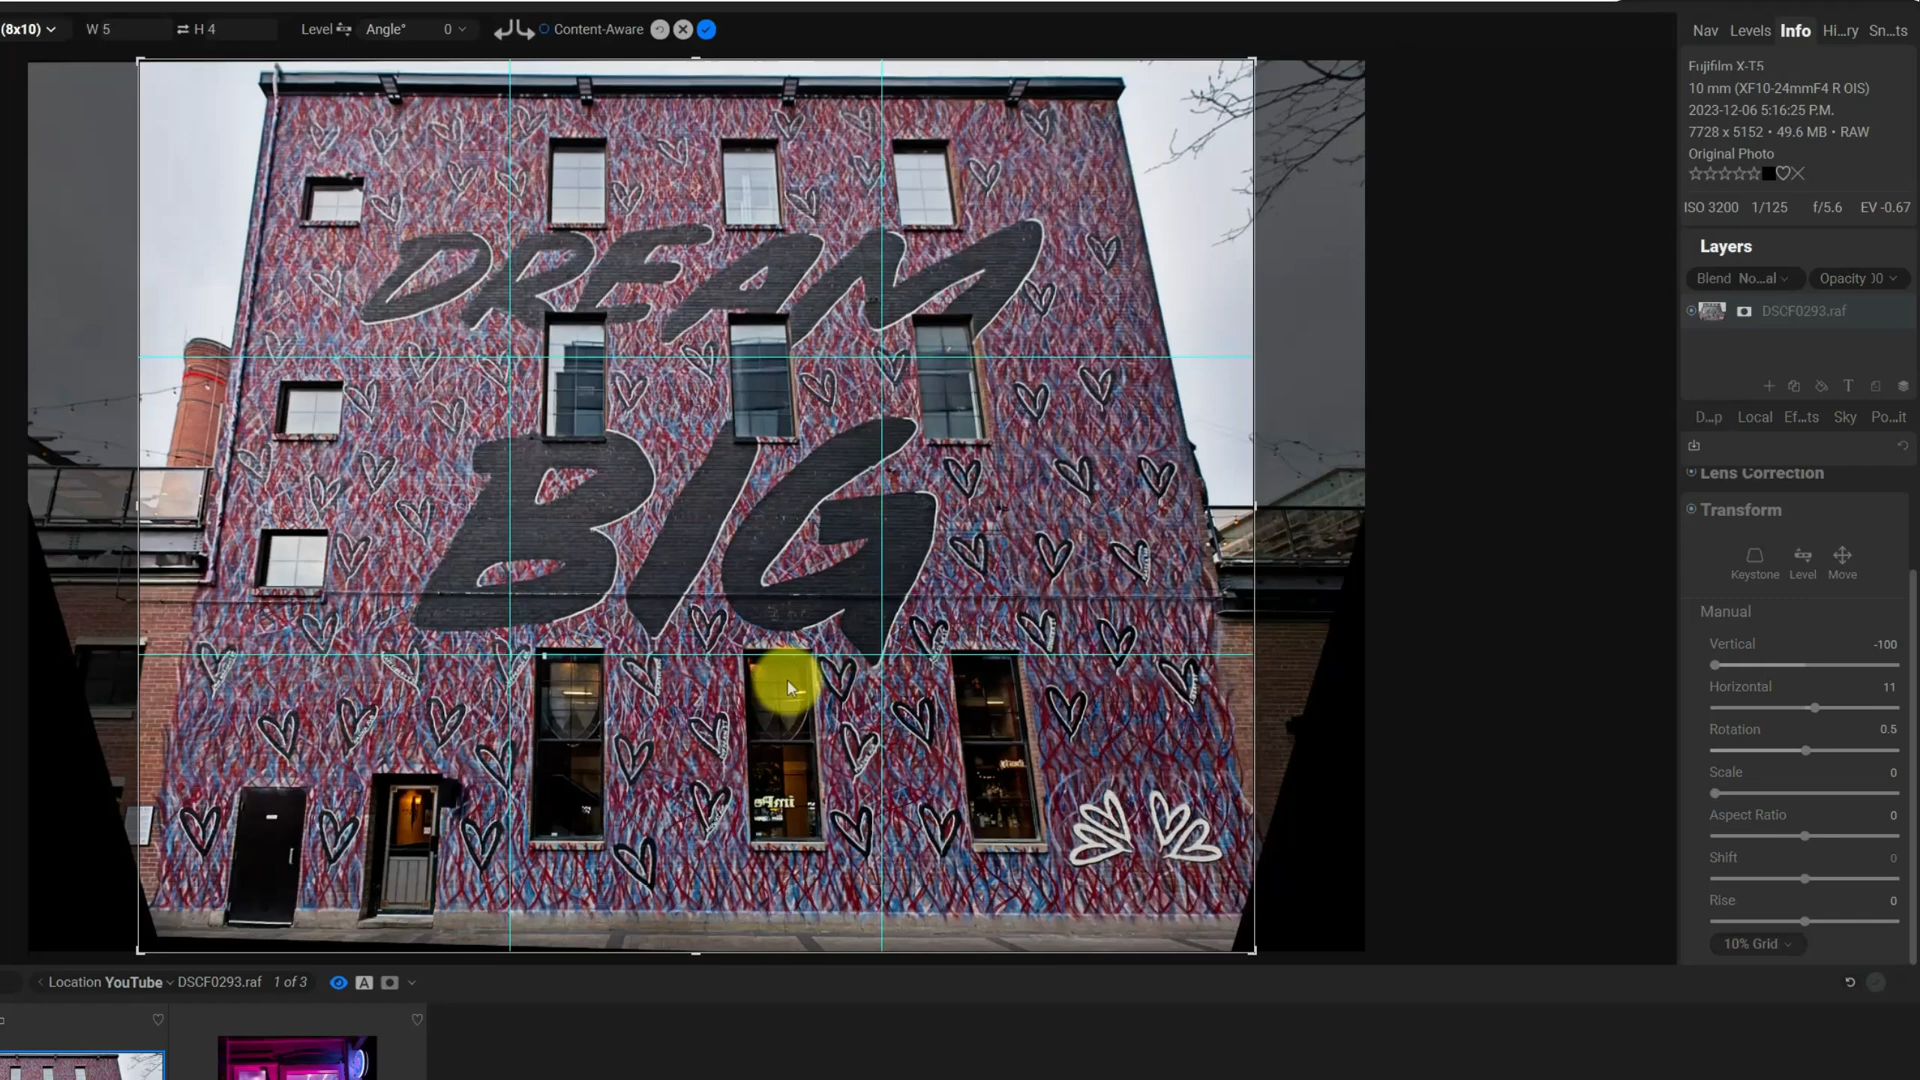 (8x10)
W 5
H 4
Level
Angle°
0
Content-Aware
Nav
Levels
Info
Hi...ry
Sn...ts
Fujifilm X-T5
10 mm (XF10-24mmF4 R OIS)
2023-12-06 5:16:25 P.M.
7728 x 5152 • 49.6 MB • RAW
Original Photo
ISO 3200
1/125
f/5.6
EV -0.67
Layers
Blend No...al
Opacity
DSCF0293.raf
T
D...p
Local
Ef...ts
Sky
Po...it
Lens Correction
Transform
Keystone
Level
Move
Manual
Vertical -100
Horizontal 11
Rotation 0.5
Scale 0
Aspect Ratio 0
Shift 0
Rise 0
10% Grid
DREAM
BIG
Location YouTube DSCF0293.raf 1 of 3
A